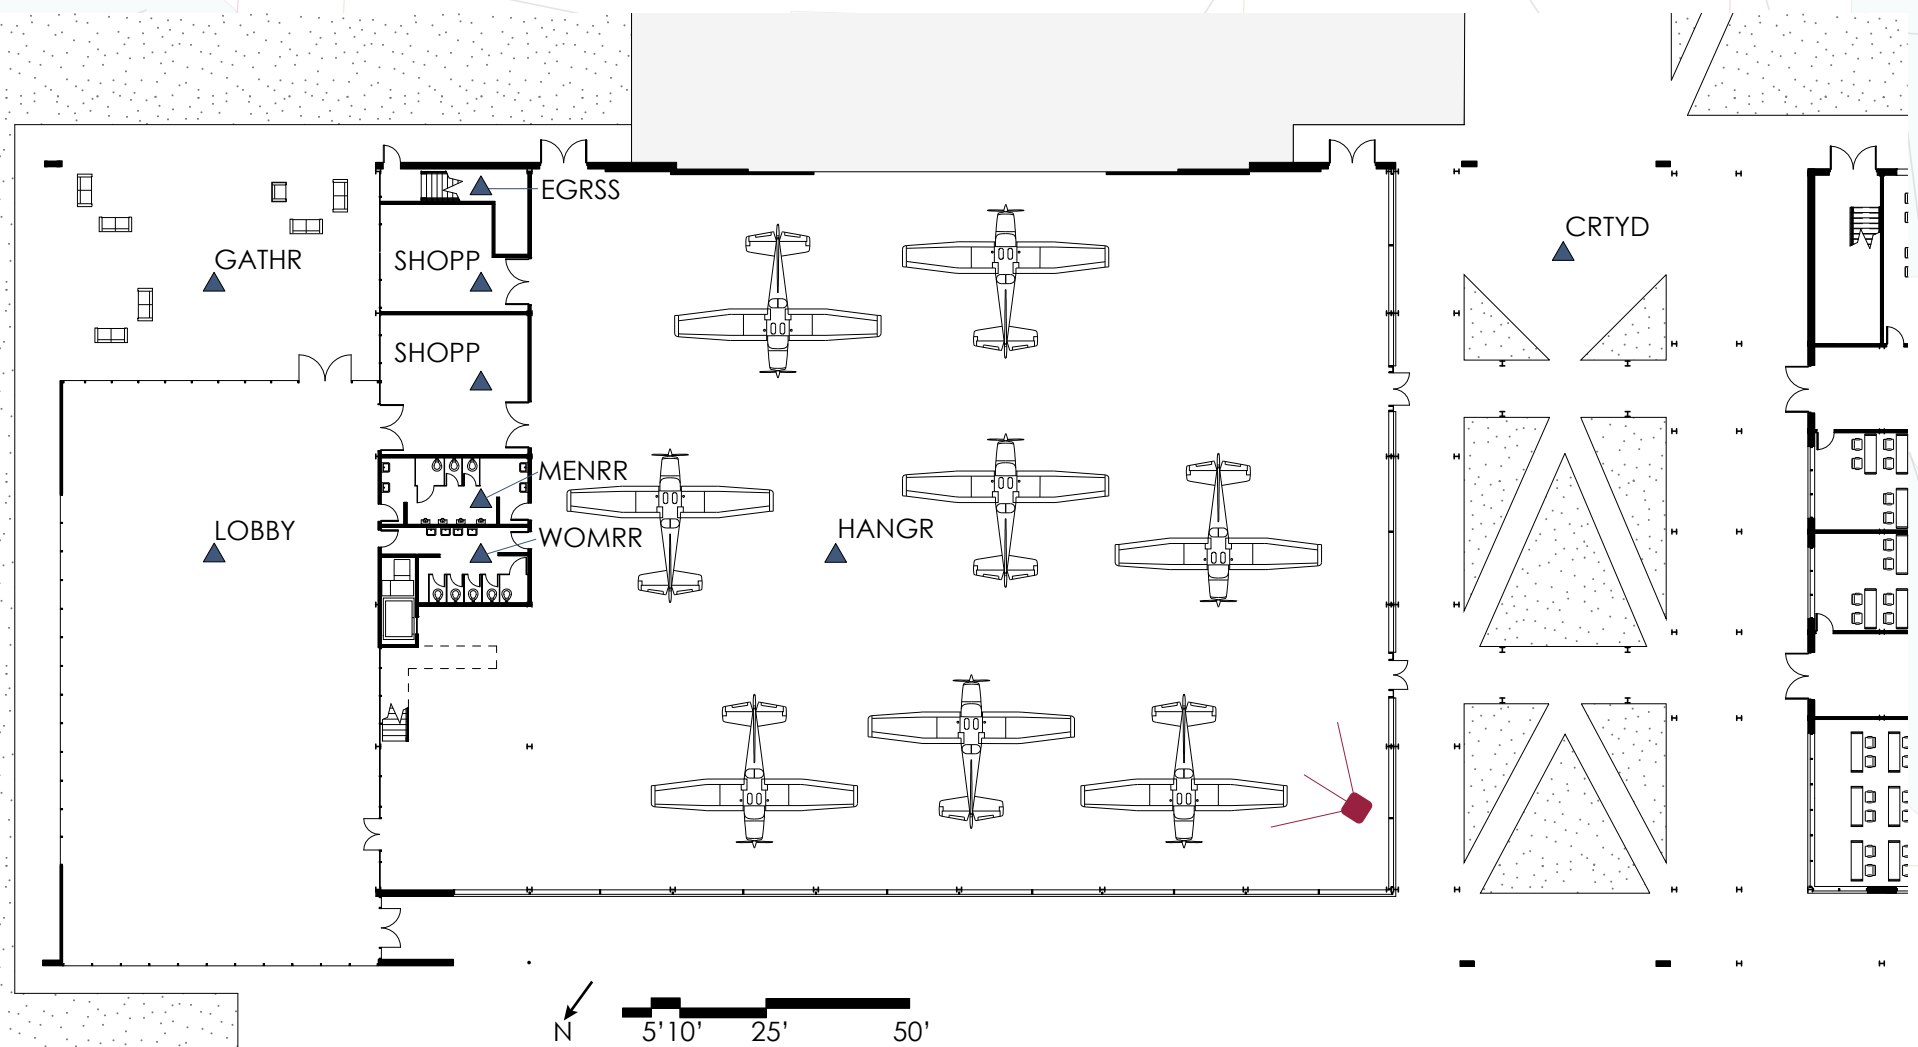 EGRSS
CRTYD
GATHR
SHOPP
SHOPP
MENRR
LOBBY
HANGR
WOMRR
N
5' 10' 25' 50'